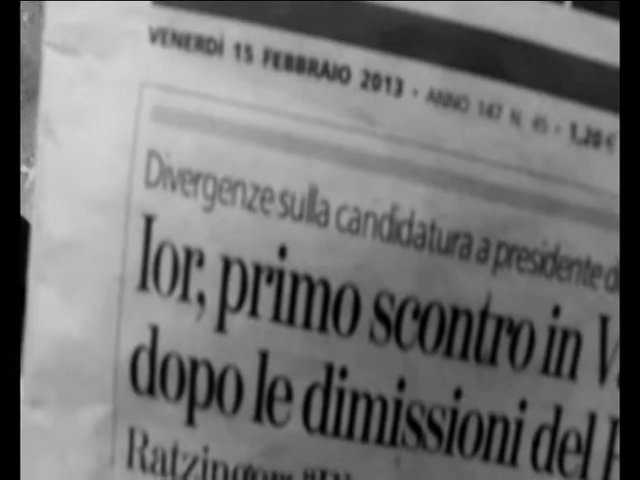 VENERDÌ 15 FEBBRAIO 2013 • ANNO 147 N. 45 • 1,20 €
Divergenze sulla candidatura a presidente
Ior, primo scontro in
dopo le dimissioni del